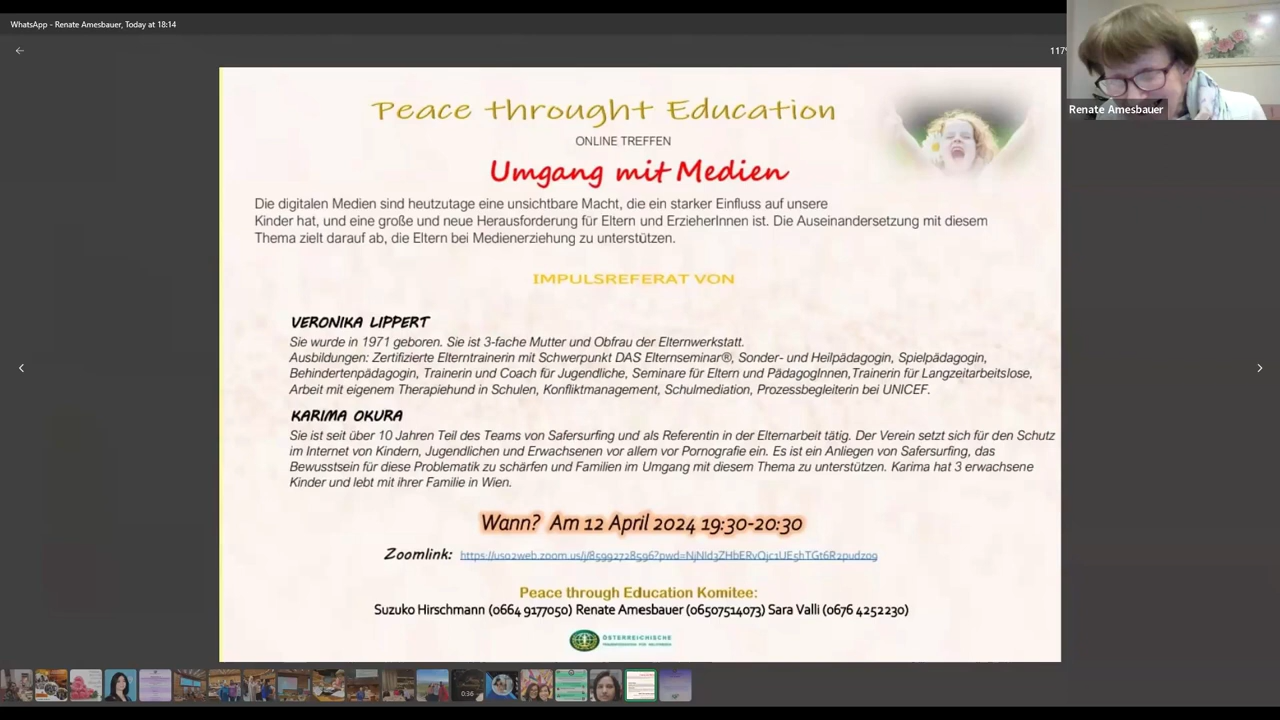 WhatsApp - Renate Amesbauer, Today at 18:14
117%
Renate Amesbauer
Peace throught Education
ONLINE TREFFEN
Umgang mit Medien
Die digitalen Medien sind heutzutage eine unsichtbare Macht, die ein starker Einfluss auf unsere
Kinder hat, und eine große und neue Herausforderung für Eltern und ErzieherInnen ist. Die Auseinandersetzung mit diesem
Thema zielt darauf ab, die Eltern bei Medienerziehung zu unterstützen.
IMPULSREFERAT VON
VERONIKA LIPPERT
Sie wurde in 1971 geboren. Sie ist 3-fache Mutter und Obfrau der Elternwerkstatt.
Ausbildungen: Zertifizierte Elterntrainerin mit Schwerpunkt DAS Elternseminar®, Sonder- und Heilpädagogin, Spielpädagogin,
Behindertenpädagogin, Trainerin und Coach für Jugendliche, Seminare für Eltern und PädagogInnen,Trainerin für Langzeitarbeitslose,
Arbeit mit eigenem Therapiehund in Schulen, Konfliktmanagement, Schulmediation, Prozessbegleiterin bei UNICEF.
KARIMA OKURA
Sie ist seit über 10 Jahren Teil des Teams von Safersurfing und als Referentin in der Elternarbeit tätig. Der Verein setzt sich für den Schutz
im Internet von Kindern, Jugendlichen und Erwachsenen vor allem vor Pornografie ein. Es ist ein Anliegen von Safersurfing, das
Bewusstsein für diese Problematik zu schärfen und Familien im Umgang mit diesem Thema zu unterstützen. Karima hat 3 erwachsene
Kinder und lebt mit ihrer Familie in Wien.
Wann? Am 12 April 2024 19:30-20:30
Zoomlink: https://us02web.zoom.us/j/85992728596?pwd=NjNId3ZHbERvQjc1UE5hTGt6R2pudz09
Peace through Education Komitee:
Suzuko Hirschmann (0664 9177050) Renate Amesbauer (06507514073) Sara Valli (0676 4252230)
ÖSTERREICHISCHE
0:36